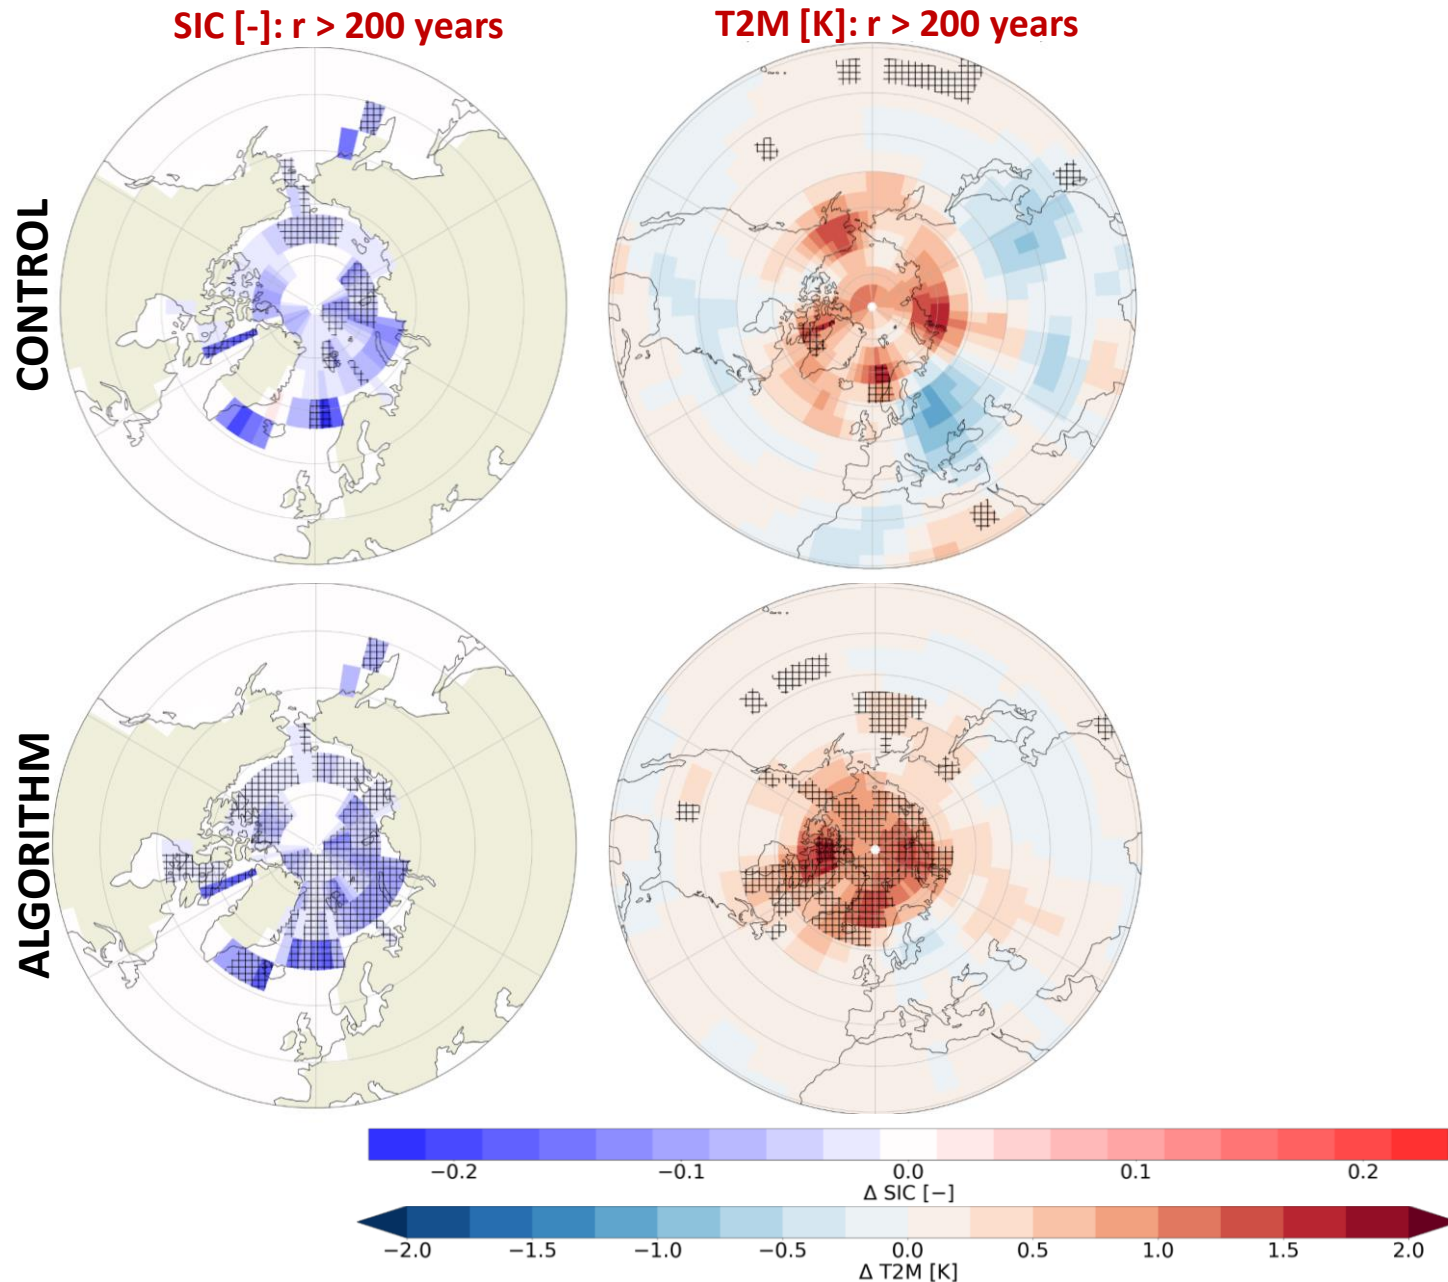 SIC [-]: r > 200 years
T2M [K]: r > 200 years
CONTROL
ALGORITHM
−0.2 −0.1 0.0 0.1 0.2
Δ SIC [−]
−2.0 −1.5 −1.0 −0.5 0.0 0.5 1.0 1.5 2.0
Δ T2M [K]